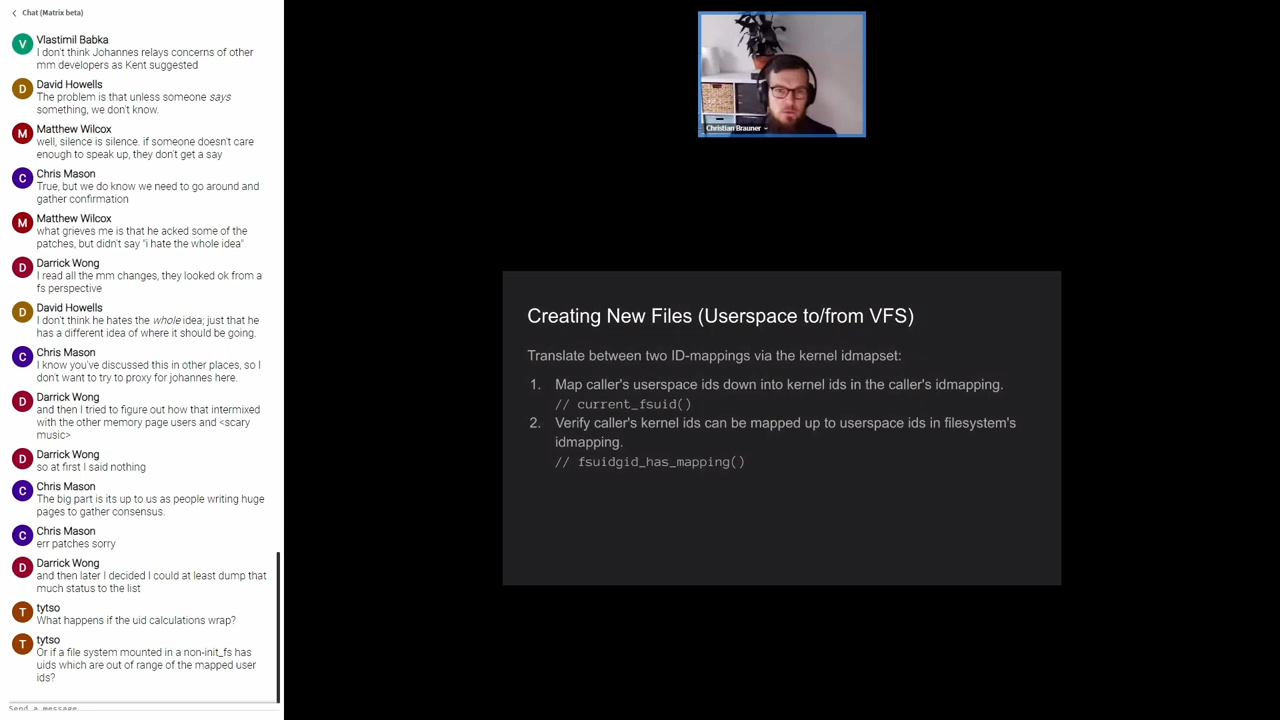 Chat (Matrix beta)
V
Vlastimil Babka
I don't think Johannes relays concerns of other
mm developers as Kent suggested
D
David Howells
The problem is that unless someone says
something, we don't know.
M
Matthew Wilcox
well, silence is silence. if someone doesn't care
enough to speak up, they don't get a say
C
Chris Mason
True, but we do know we need to go around and
gather confirmation
M
Matthew Wilcox
what grieves me is that he acked some of the
patches, but didn't say "i hate the whole idea"
D
Darrick Wong
I read all the mm changes, they looked ok from a
fs perspective
D
David Howells
I don't think he hates the whole idea; just that he
has a different idea of where it should be going.
C
Chris Mason
I know you've discussed this in other places, so I
don't want to try to proxy for johannes here.
D
Darrick Wong
and then I tried to figure out how that intermixed
with the other memory page users and <scary
music>
D
Darrick Wong
so at first I said nothing
C
Chris Mason
The big part is its up to us as people writing huge
pages to gather consensus.
C
Chris Mason
err patches sorry
D
Darrick Wong
and then later I decided I could at least dump that
much status to the list
T
tytso
What happens if the uid calculations wrap?
T
tytso
Or if a file system mounted in a non-init_fs has
uids which are out of range of the mapped user
ids?
Send a message
Christian Brauner
Creating New Files (Userspace to/from VFS)
Translate between two ID-mappings via the kernel idmapset:
1. Map caller's userspace ids down into kernel ids in the caller's idmapping.
// current_fsuid()
2. Verify caller's kernel ids can be mapped up to userspace ids in filesystem's
idmapping.
// fsuidgid_has_mapping()